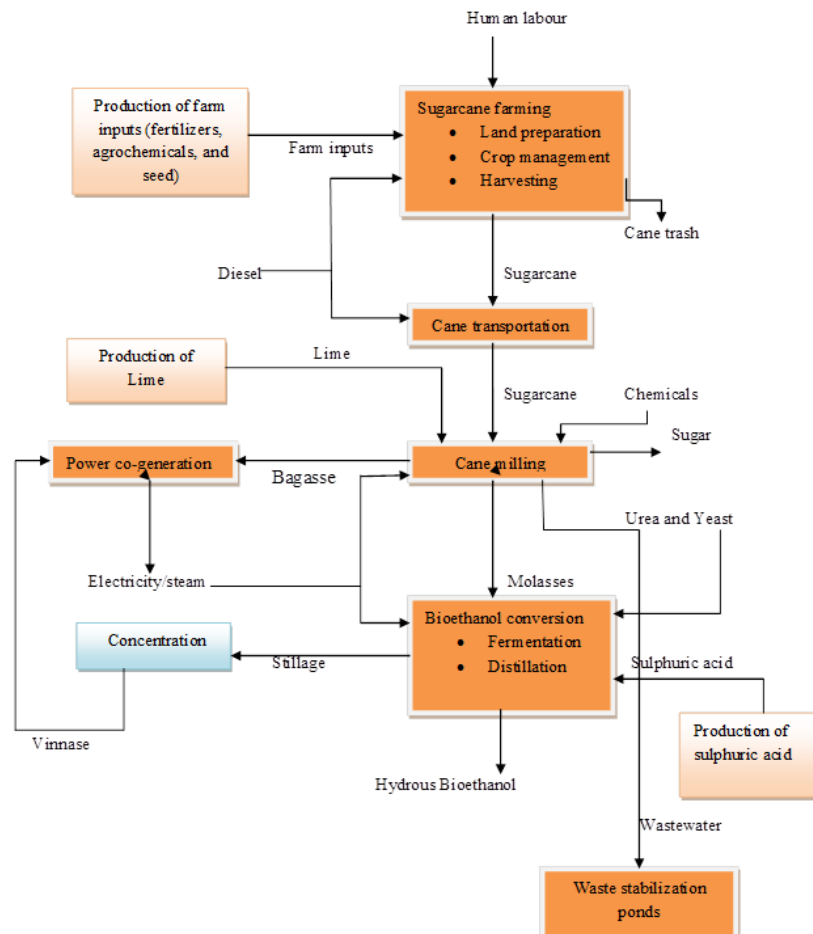 Human labour
Production of farm
inputs (fertilizers,
agrochemicals, and
seed)
Farm inputs
Sugarcane farming
• Land preparation
• Crop management
• Harvesting
Cane trash
Diesel
Sugarcane
Cane transportation
Production of
Lime
Lime
Sugarcane
Chemicals
Sugar
Power co-generation
Bagasse
Cane milling
Urea and Yeast
Electricity/steam
Molasses
Bioethanol conversion
• Fermentation
• Distillation
Concentration
Stillage
Sulphuric acid
Vinnase
Production of
sulphuric acid
Hydrous Bioethanol
Wastewater
Waste stabilization
ponds